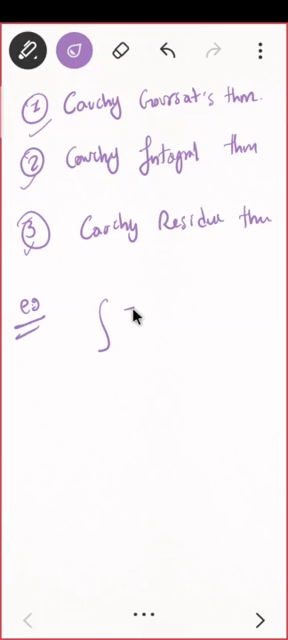 ① Cauchy Goursat's thm.
② Cauchy Integral thm
③ Cauchy Residue thm
eg ∫